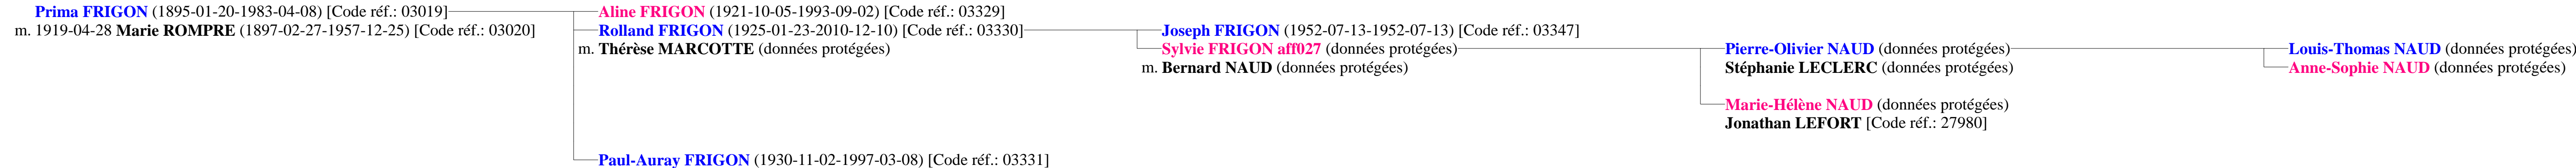 Prima FRIGON (1895-01-20-1983-04-08) [Code réf.: 03019]
m. 1919-04-28 Marie ROMPRE (1897-02-27-1957-12-25) [Code réf.: 03020]
Aline FRIGON (1921-10-05-1993-09-02) [Code réf.: 03329]
Rolland FRIGON (1925-01-23-2010-12-10) [Code réf.: 03330]
m. Thérèse MARCOTTE (données protégées)
Joseph FRIGON (1952-07-13-1952-07-13) [Code réf.: 03347]
Sylvie FRIGON aff027 (données protégées)
m. Bernard NAUD (données protégées)
Pierre-Olivier NAUD (données protégées)
Stéphanie LECLERC (données protégées)
Louis-Thomas NAUD (données protégées)
Anne-Sophie NAUD (données protégées)
Marie-Hélène NAUD (données protégées)
Jonathan LEFORT [Code réf.: 27980]
Paul-Auray FRIGON (1930-11-02-1997-03-08) [Code réf.: 03331]